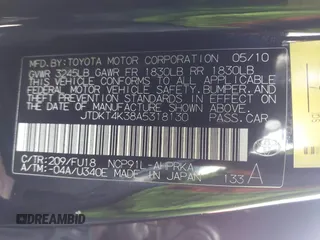 MFD.BY: TOYOTA MOTOR CORPORATION 05/10
GVWR 3245LB GAWR FR 1830LB RR 1830LB
THIS VEHICLE CONFORMS TO ALL APPLICABLE
FEDERAL MOTOR VEHICLE SAFETY, BUMPER, AND
THEFT PREVENTION STANDARDS IN EFFECT ON
THE DATE OF MANUFACTURE SHOWN ABOVE.
JTDKT4K38A5318130 PASS.CAR
C/TR:209/FU18 NCP91L-AHPRKA
A/TM:-04A/U340E MADE IN JAPAN 133 A
DREAMBID